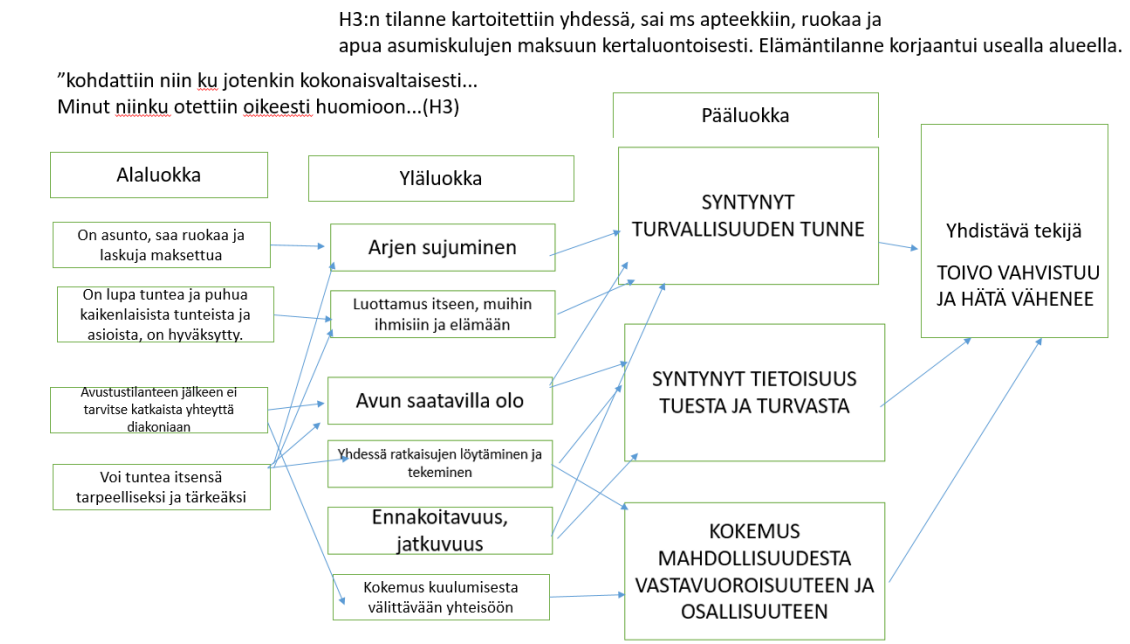 H3:n tilanne kartoitettiin yhdessä, sai ms apteekkiin, ruokaa ja
apua asumiskulujen maksuun kertaluontoisesti. Elämäntilanne korjaantui usealla alueella.
”kohdattiin niin ku jotenkin kokonaisvaltaisesti...
Minut niinku otettiin oikeesti huomioon...(H3)
Alaluokka
On asunto, saa ruokaa ja
laskuja maksettua
On lupa tuntea ja puhua
kaikenlaisista tunteista ja
asioista, on hyväksytty.
Avustustilanteen jälkeen ei
tarvitse katkaista yhteyttä
diakoniaan
Voi tuntea itsensä
tarpeelliseksi ja tärkeäksi
Yläluokka
Arjen sujuminen
Luottamus itseen, muihin
ihmisiin ja elämään
Avun saatavilla olo
Yhdessä ratkaisujen löytäminen ja
tekeminen
Ennakoitavuus,
jatkuvuus
Kokemus kuulumisesta
välittävään yhteisöön
Pääluokka
SYNTYNYT
TURVALLISUUDEN TUNNE
SYNTYNYT TIETOISUUS
TUESTA JA TURVASTA
KOKEMUS
MAHDOLLISUUDESTA
VASTAVUOROISUUTEEN JA
OSALLISUUTEEN
Yhdistävä tekijä
TOIVO VAHVISTUU
JA HÄTÄ VÄHENEE